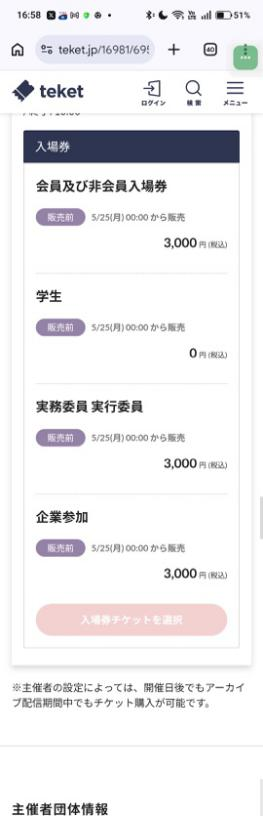 16:58
51%
teket.jp/16981/695
40
teket
ログイン
検索
メニュー
入場券
会員及び非会員入場券
販売前 5/25(月) 00:00 から販売
3,000 円 (税込)
学生
販売前 5/25(月) 00:00 から販売
0 円 (税込)
実務委員 実行委員
販売前 5/25(月) 00:00 から販売
3,000 円 (税込)
企業参加
販売前 5/25(月) 00:00 から販売
3,000 円 (税込)
入場券チケットを選択
※主催者の設定によっては、開催日後でもアーカイ
ブ配信期間中でもチケット購入が可能です。
主催者団体情報